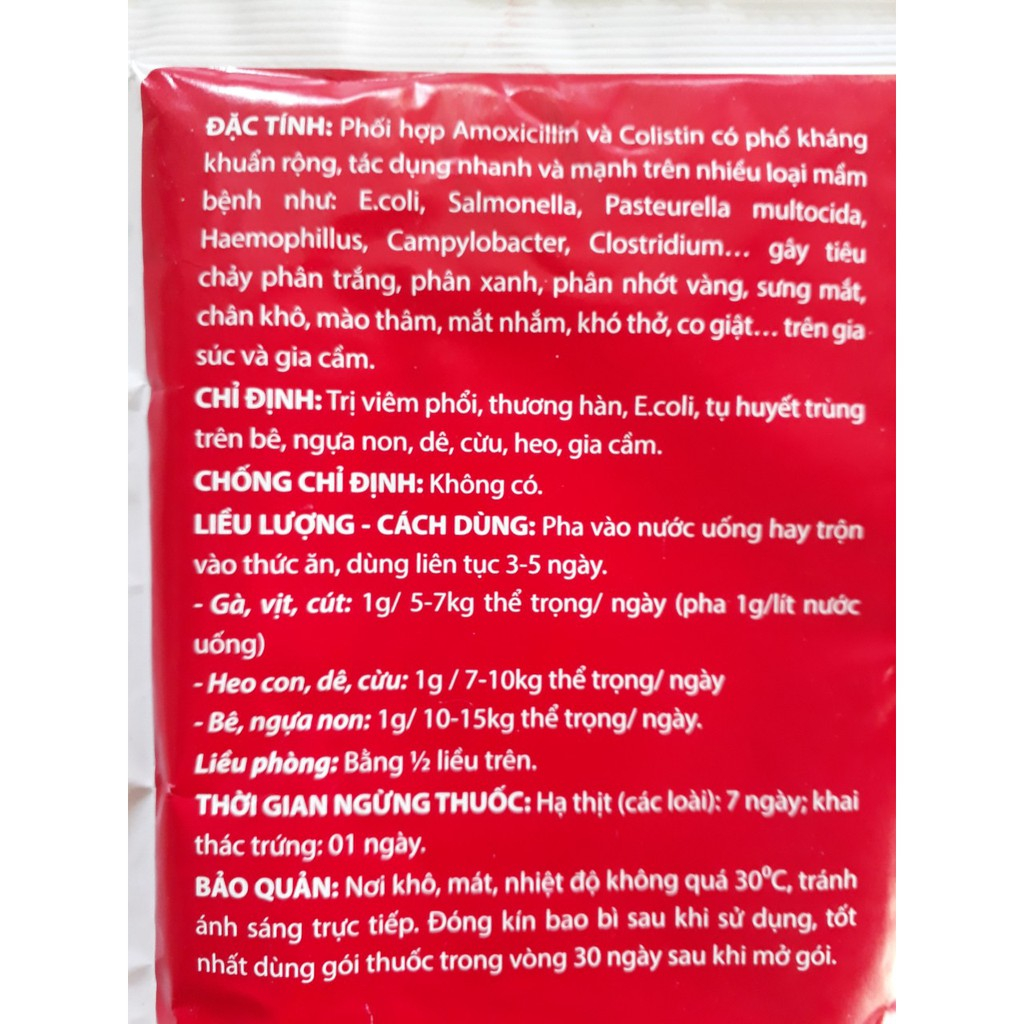 ĐẶC TÍNH: Phối hợp Amoxicillin và Colistin có phổ kháng
khuẩn rộng, tác dụng nhanh và mạnh trên nhiều loại mầm
bệnh như: E.coli, Salmonella, Pasteurella multocida,
Haemophillus, Campylobacter, Clostridium... gây tiêu
chảy phân trắng, phân xanh, phân nhớt vàng, sưng mắt,
chân khô, mào thâm, mắt nhắm, khó thở, co giật... trên gia
súc và gia cầm.
CHỈ ĐỊNH: Trị viêm phổi, thương hàn, E.coli, tụ huyết trùng
trên bê, ngựa non, dê, cừu, heo, gia cầm.
CHỐNG CHỈ ĐỊNH: Không có.
LIỀU LƯỢNG - CÁCH DÙNG: Pha vào nước uống hay trộn
vào thức ăn, dùng liên tục 3-5 ngày.
- Gà, vịt, cút: 1g/ 5-7kg thể trọng/ ngày (pha 1g/lít nước
uống)
- Heo con, dê, cừu: 1g / 7-10kg thể trọng/ ngày
- Bê, ngựa non: 1g/ 10-15kg thể trọng/ ngày.
Liều phòng: Bằng ½ liều trên.
THỜI GIAN NGỪNG THUỐC: Hạ thịt (các loài): 7 ngày; khai
thác trứng: 01 ngày.
BẢO QUẢN: Nơi khô, mát, nhiệt độ không quá 30⁰C, tránh
ánh sáng trực tiếp. Đóng kín bao bì sau khi sử dụng, tốt
nhất dùng gói thuốc trong vòng 30 ngày sau khi mở gói.